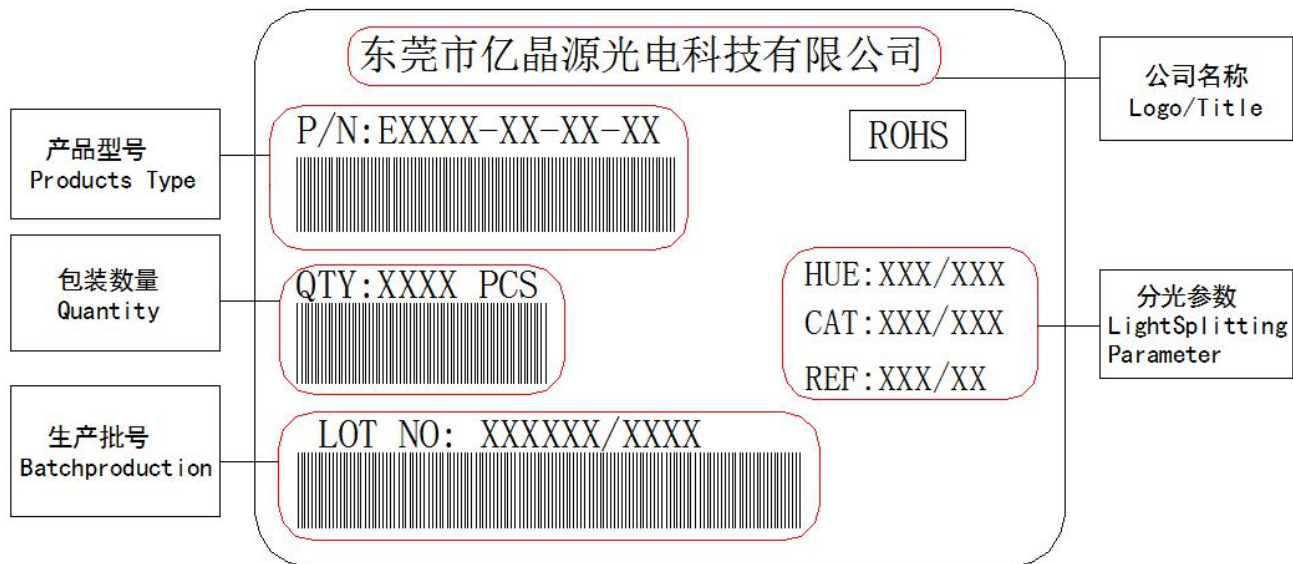 东莞市亿晶源光电科技有限公司
公司名称
Logo/Title
产品型号
Products Type
P/N:EXXXX-XX-XX-XX
ROHS
包装数量
Quantity
QTY:XXXX PCS
HUE:XXX/XXX
CAT:XXX/XXX
REF:XXX/XX
分光参数
LightSplitting
Parameter
生产批号
Batchproduction
LOT NO: XXXXXX/XXXX